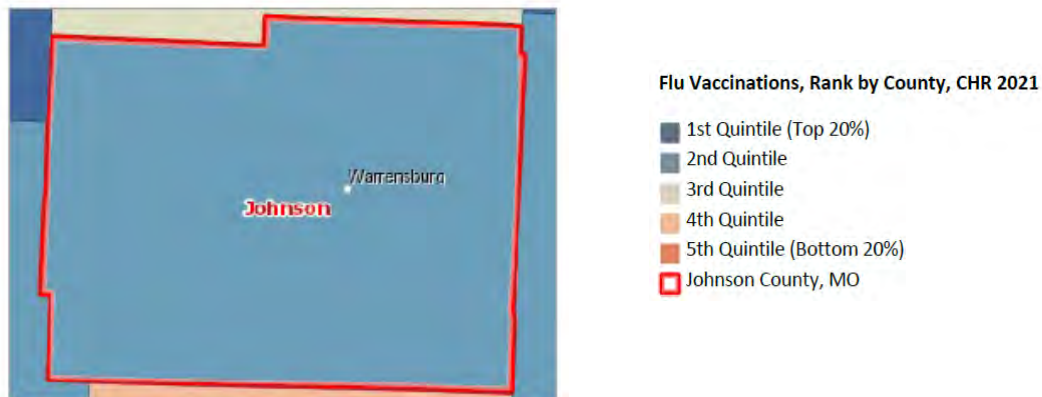 Warrensburg
Johnson
Flu Vaccinations, Rank by County, CHR 2021
1st Quintile (Top 20%)
2nd Quintile
3rd Quintile
4th Quintile
5th Quintile (Bottom 20%)
Johnson County, MO